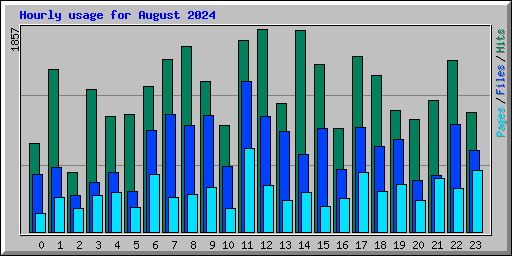 Hourly usage for August 2024
1857
Pages / Files / Hits
0 1 2 3 4 5 6 7 8 9 10 11 12 13 14 15 16 17 18 19 20 21 22 23